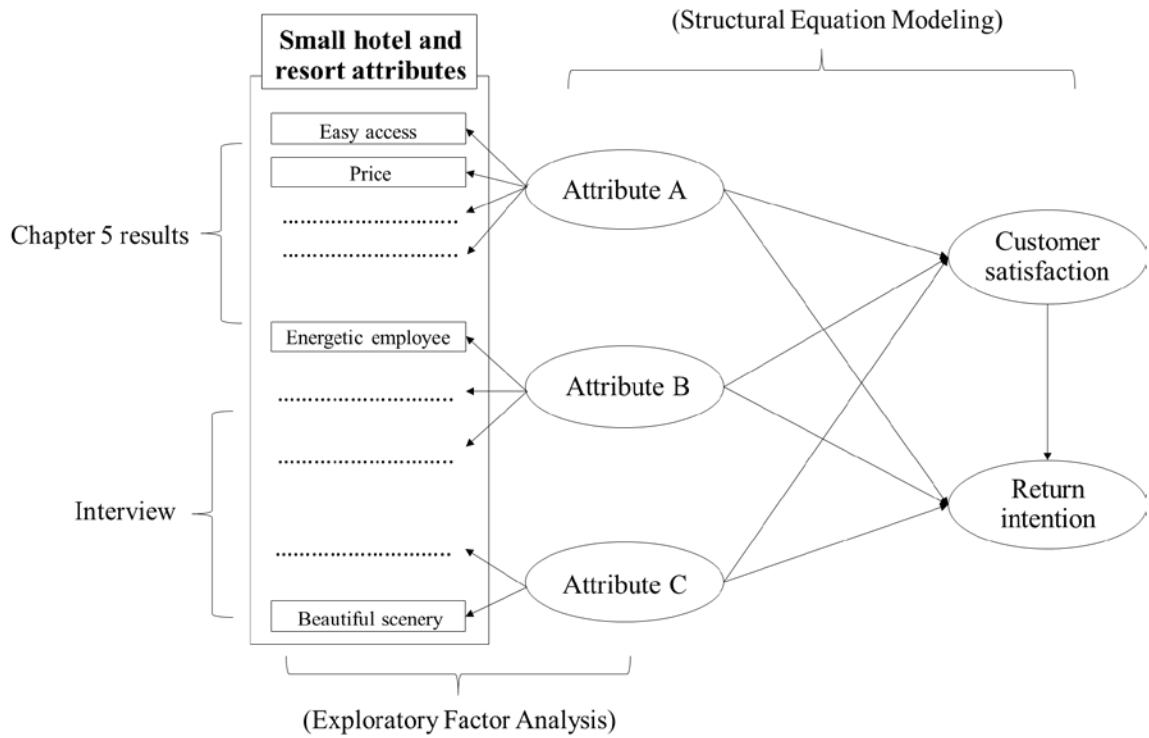 (Structural Equation Modeling)
Small hotel and
resort attributes
Easy access
Price
Attribute A
Chapter 5 results
Customer
satisfaction
Energetic employee
Attribute B
Interview
Return
intention
Attribute C
Beautiful scenery
(Exploratory Factor Analysis)